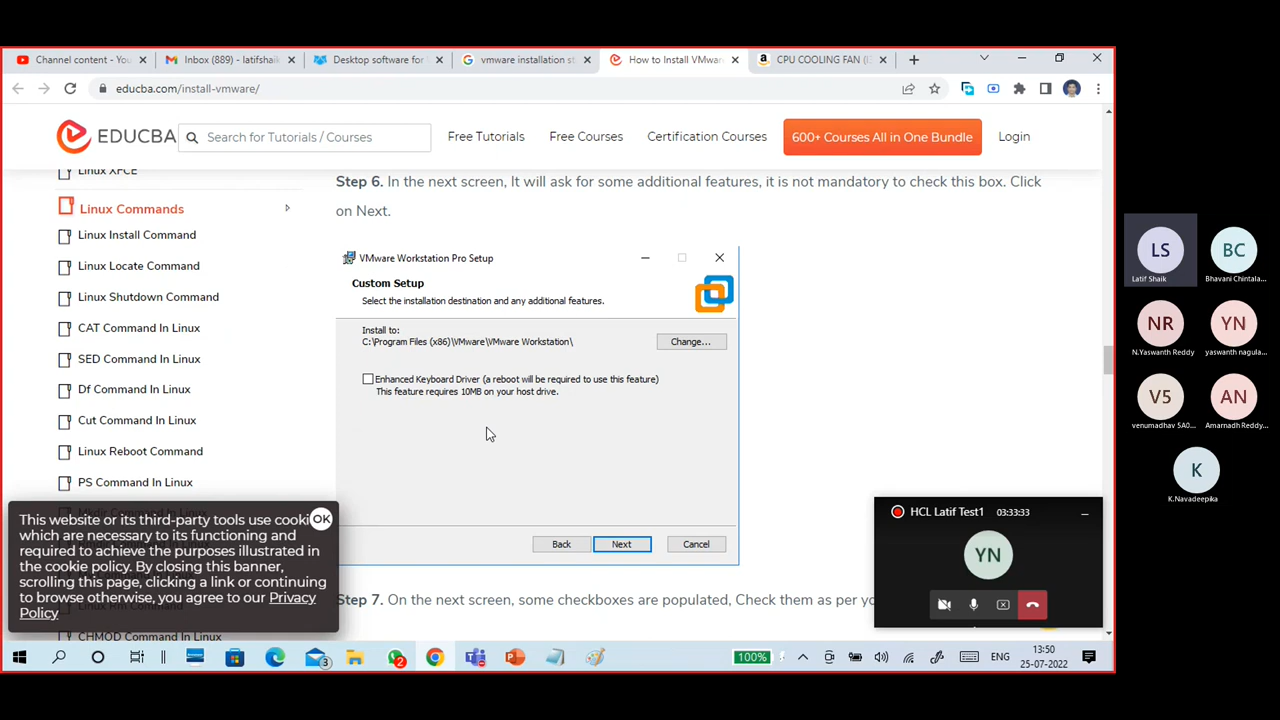 Channel content - You
Inbox (889) - latifshaik
Desktop software for
vmware installation st
How to Install VMwar
CPU COOLING FAN (I
educba.com/install-vmware/
EDUCBA
Search for Tutorials / Courses
Free Tutorials
Free Courses
Certification Courses
600+ Courses All in One Bundle
Login
Linux XFCE
Linux Commands
Linux Install Command
Linux Locate Command
Linux Shutdown Command
CAT Command In Linux
SED Command In Linux
Df Command In Linux
Cut Command In Linux
Linux Reboot Command
PS Command In Linux
CHMOD Command In Linux
Step 6. In the next screen, It will ask for some additional features, it is not mandatory to check this box. Click
on Next.
VMware Workstation Pro Setup
Custom Setup
Select the installation destination and any additional features.
Install to:
C:\Program Files (x86)\VMware\VMware Workstation\
Change...
Enhanced Keyboard Driver (a reboot will be required to use this feature)
This feature requires 10MB on your host drive.
Back
Next
Cancel
Step 7. On the next screen, some checkboxes are populated, Check them as per yo
This website or its third-party tools use cooki
OK
which are necessary to its functioning and
required to achieve the purposes illustrated in
the cookie policy. By closing this banner,
scrolling this page, clicking a link or continuing
to browse otherwise, you agree to our Privacy
Policy
HCL Latif Test1
03:33:33
YN
LS
Latif Shaik
BC
Bhavani Chintala...
NR
N.Yaswanth Reddy
YN
yaswanth nagula...
V5
venumadhav 5A0...
AN
Amarnadh Reddy...
K
K.Navadeepika
3
2
100%
ENG
13:50
25-07-2022